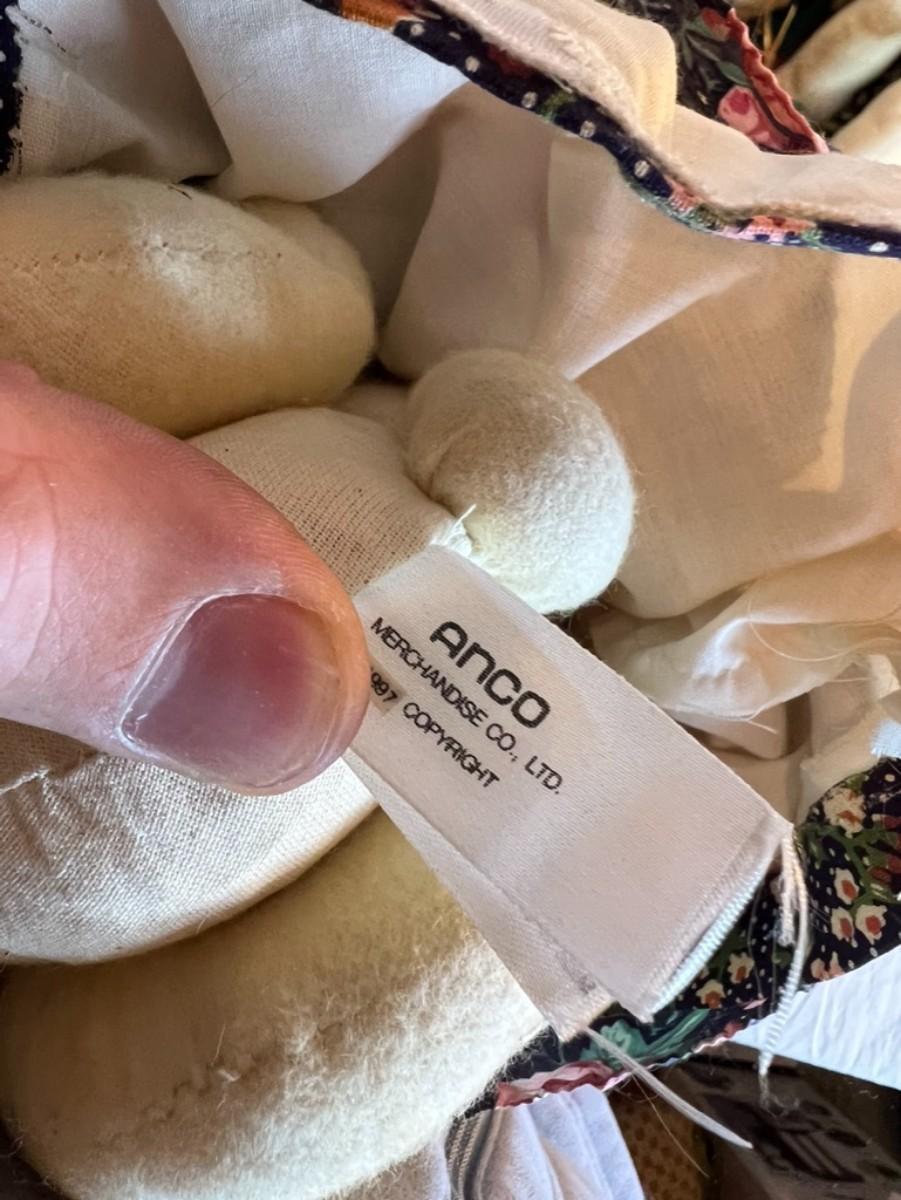 ANCO
MERCHANDISE CO., LTD.
997 COPYRIGHT